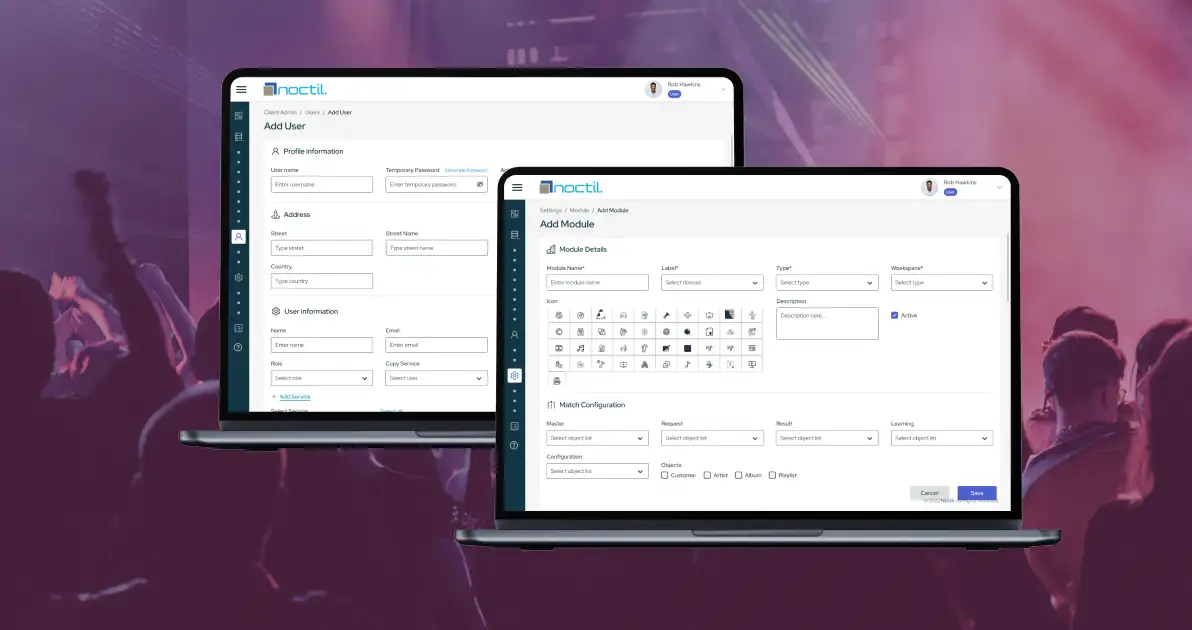 noctil.
Rob Hawkins
User
Client Admin / Users / Add User
Add User
Profile information
User name
Temporary Password
Generate Password
Enter username
Enter temporary password
Address
Street
Street Name
Type street
Type street name
Country
Type country
User information
Name
Email
Enter name
Enter email
Role
Copy Service
Select role
Select user
+ Add Service
Select Service
Select all
noctil.
Rob Hawkins
User
Settings / Module / Add Module
Add Module
Module Details
Module Name*
Label*
Type*
Workspace*
Enter module name
Select domain
Select type
Select type
Icon
Description
Description here...
Active
Match Configuration
Master
Request
Result
Learning
Select object list
Select object list
Select object list
Select object list
Configuration
Select object list
Objects
Customer
Artist
Album
Playlist
Cancel
Save